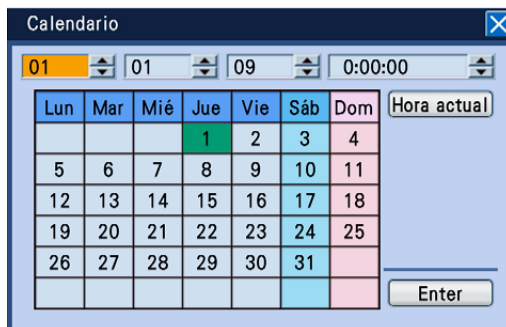 Calendario
01 01 09 0:00:00
Lun Mar Mié Jue Vie Sáb Dom Hora actual
1 2 3 4
5 6 7 8 9 10 11
12 13 14 15 16 17 18
19 20 21 22 23 24 25
26 27 28 29 30 31
Enter